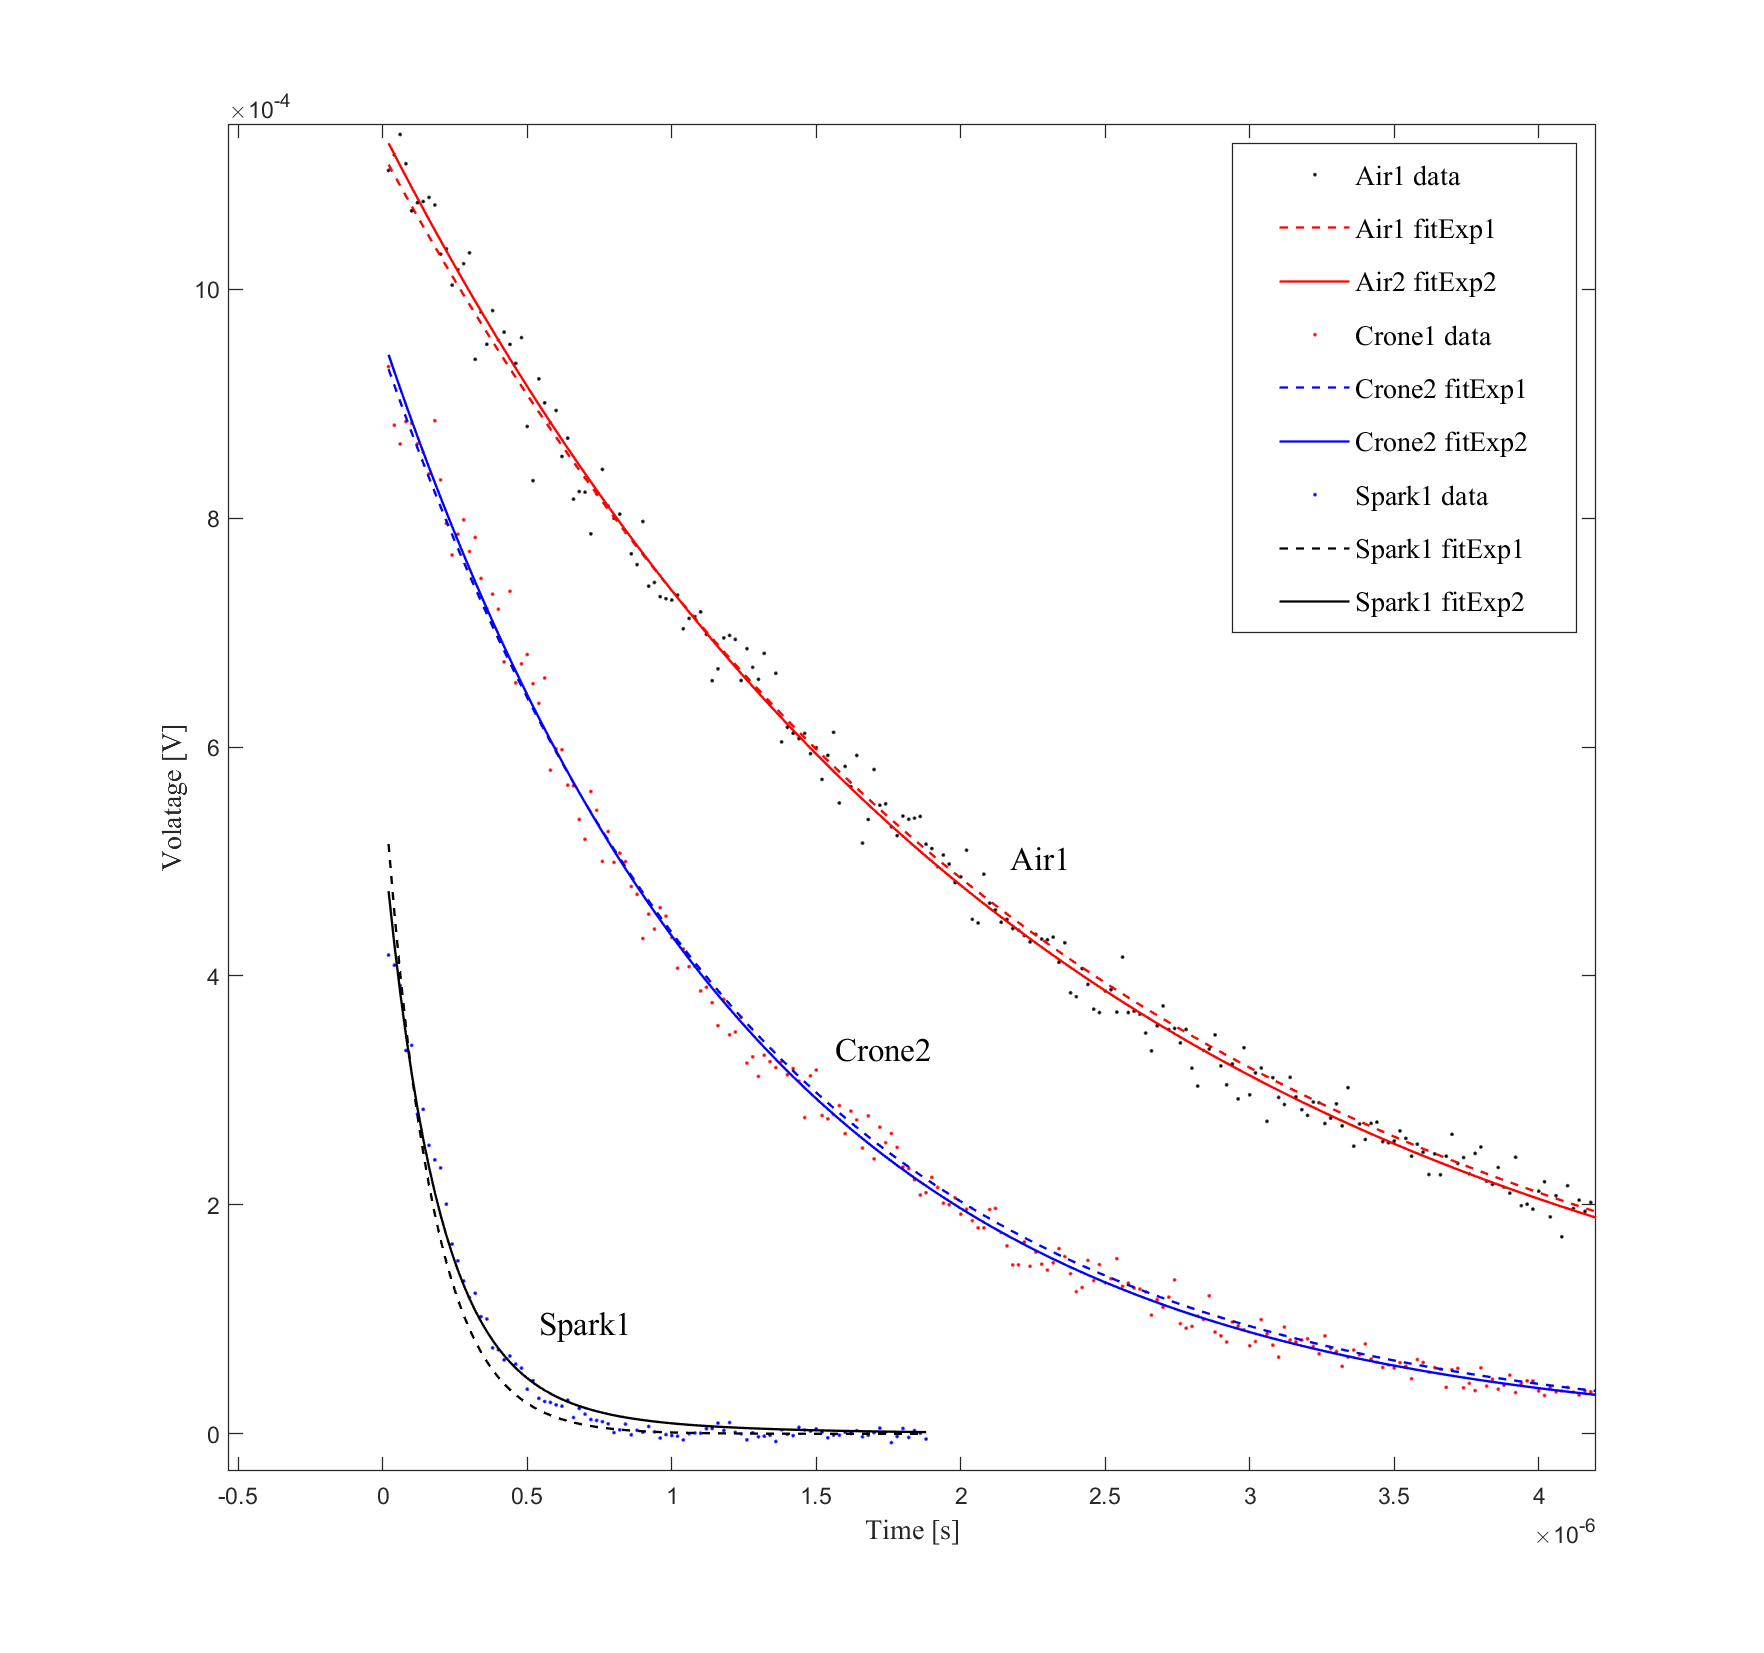 ×10-4
10
8
6
4
2
0
Volatage [V]
Air1 data
Air1 fitExp1
Air2 fitExp2
Crone1 data
Crone2 fitExp1
Crone2 fitExp2
Spark1 data
Spark1 fitExp1
Spark1 fitExp2
Air1
Crone2
Spark1
-0.5 0 0.5 1 1.5 2 2.5 3 3.5 4
Time [s]
×10-6